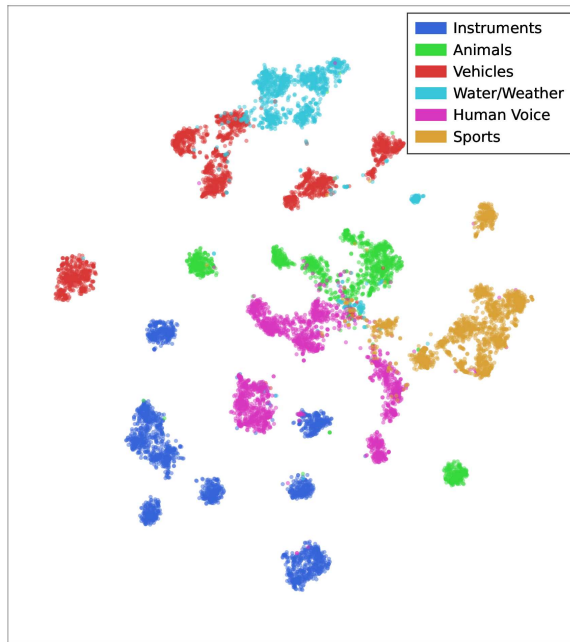 Instruments
Animals
Vehicles
Water/Weather
Human Voice
Sports